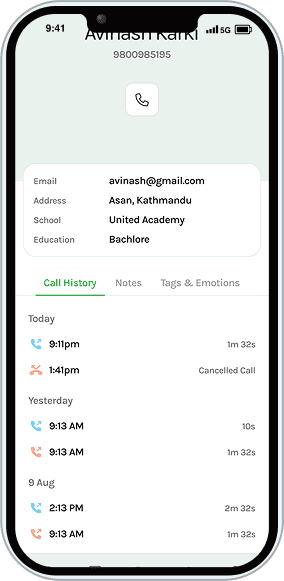 9:41
5G
Avinash Karki
9800985195
Email avinash@gmail.com
Address Asan, Kathmandu
School United Academy
Education Bachlore
Call History Notes Tags & Emotions
Today
9:11pm 1m 32s
1:41pm Cancelled Call
Yesterday
9:13 AM 10s
9:13 AM 1m 32s
9 Aug
2:13 PM 2m 32s
9:13 AM 1m 32s